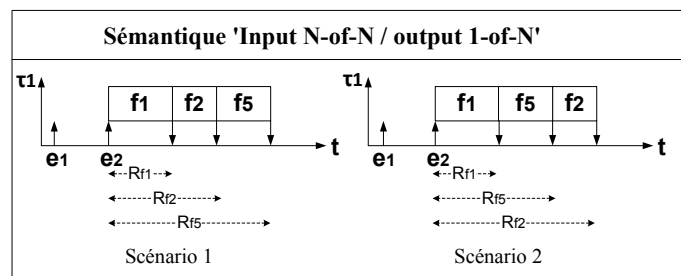 Sémantique 'Input N-of-N / output 1-of-N'
τ1 f1 f2 f5 t
e1 e2
Rf1
Rf2
Rf5
Scénario 1
τ1 f1 f5 f2 t
e1 e2
Rf1
Rf5
Rf2
Scénario 2